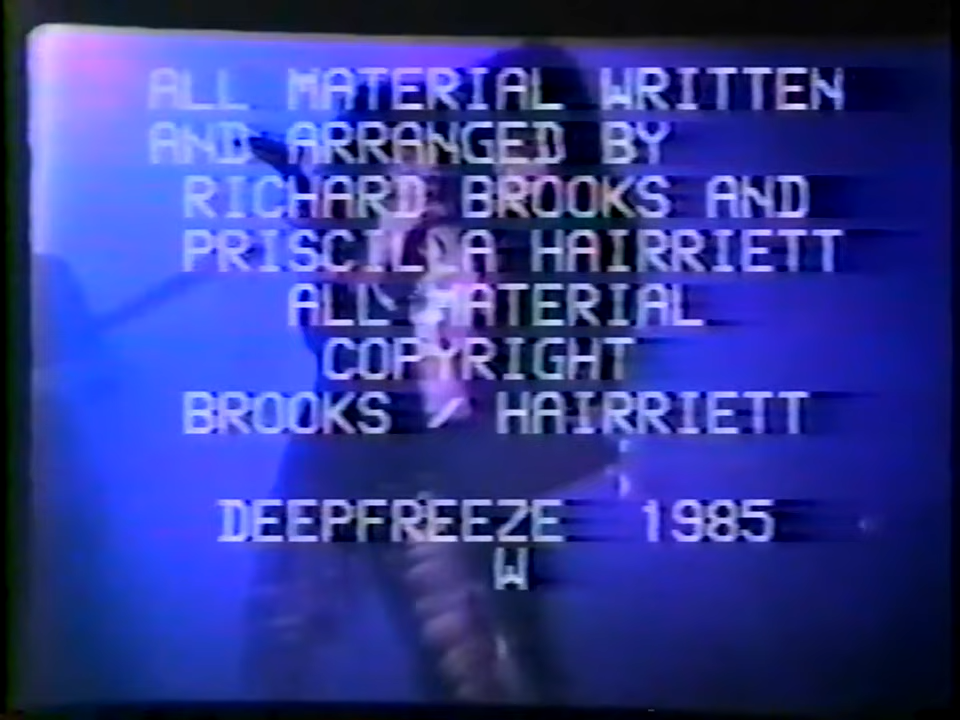 ALL MATERIAL WRITTEN
AND ARRANGED BY
RICHARD BROOKS AND
PRISCILLA HAIRRIETT
ALL MATERIAL
COPYRIGHT
BROOKS / HAIRRIETT
DEEPFREEZE 1985
W